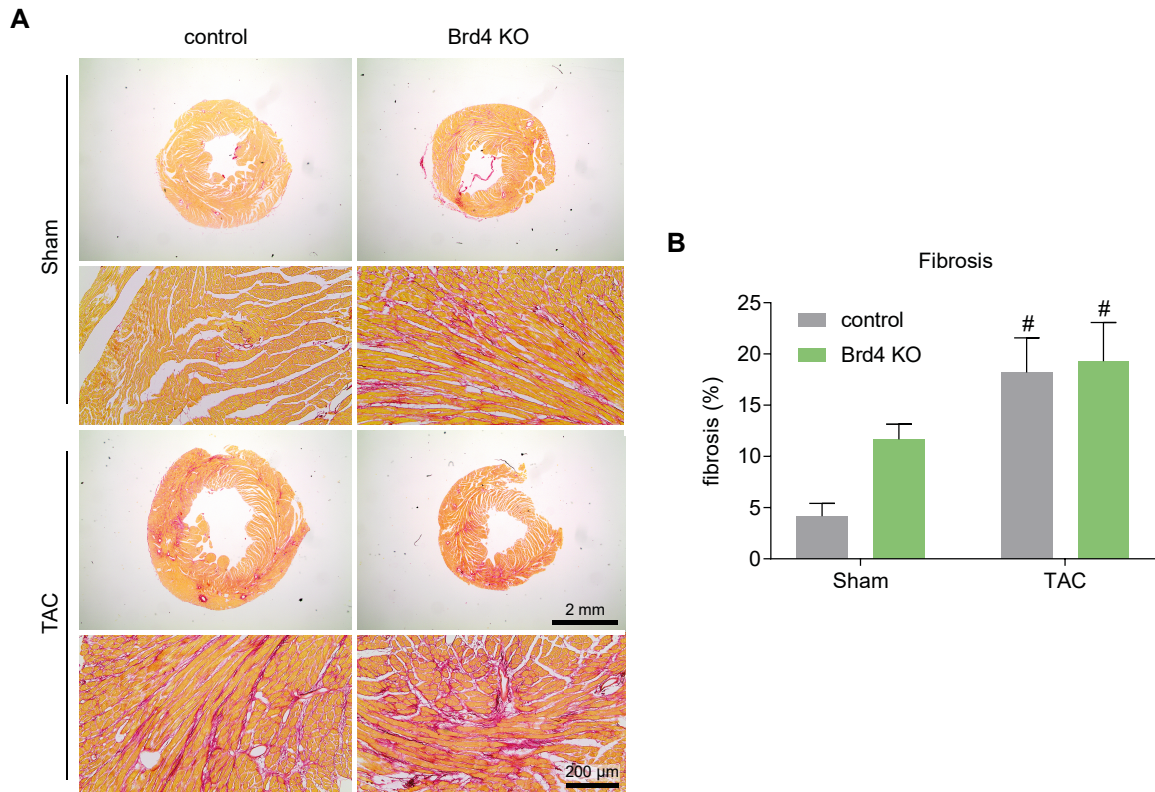 A
control Brd4 KO
Sham
TAC
2 mm
200 µm
B
Fibrosis
control
Brd4 KO
# #
fibrosis (%)
25
20
15
10
5
0
Sham TAC